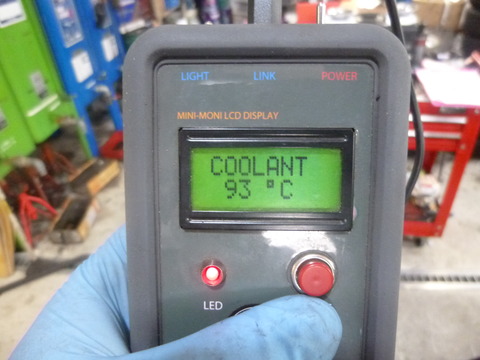 LIGHT LINK POWER
MINI-MONI LCD DISPLAY
COOLANT
93 °C
LED